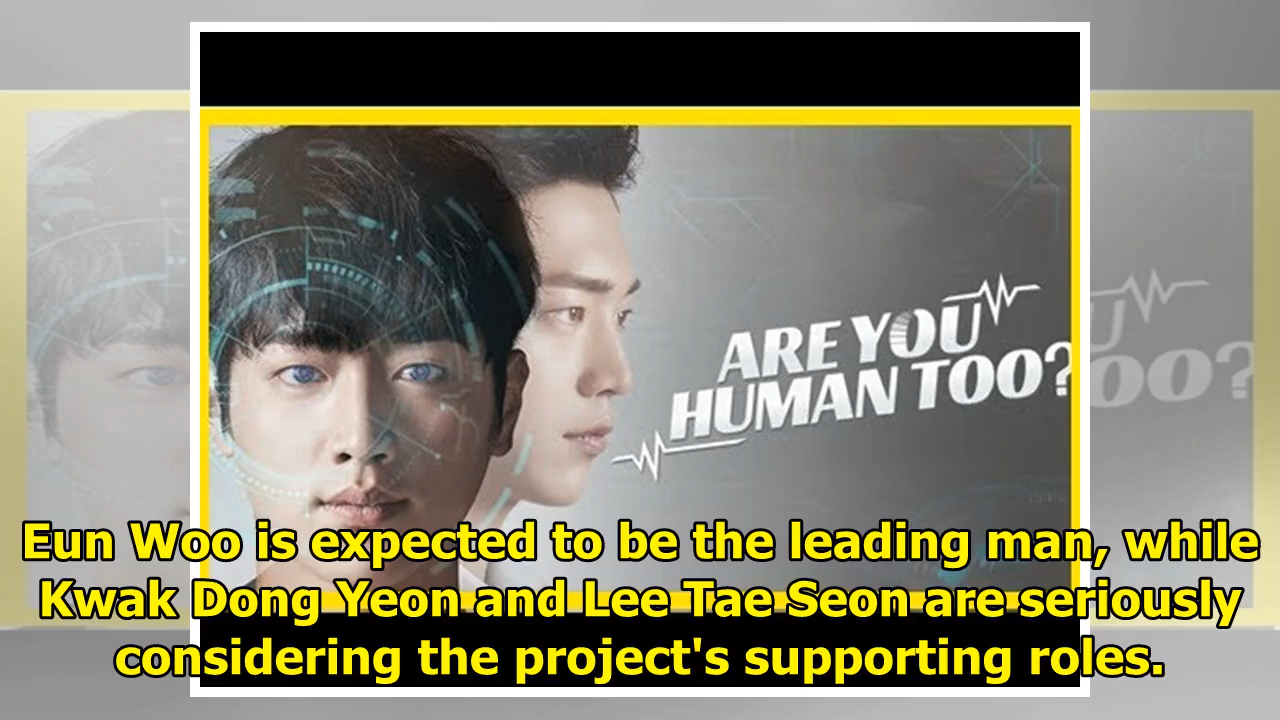 ARE YOU
HUMAN TOO?
U
OO?
Eun Woo is expected to be the leading man, while
Kwak Dong Yeon and Lee Tae Seon are seriously
considering the project's supporting roles.